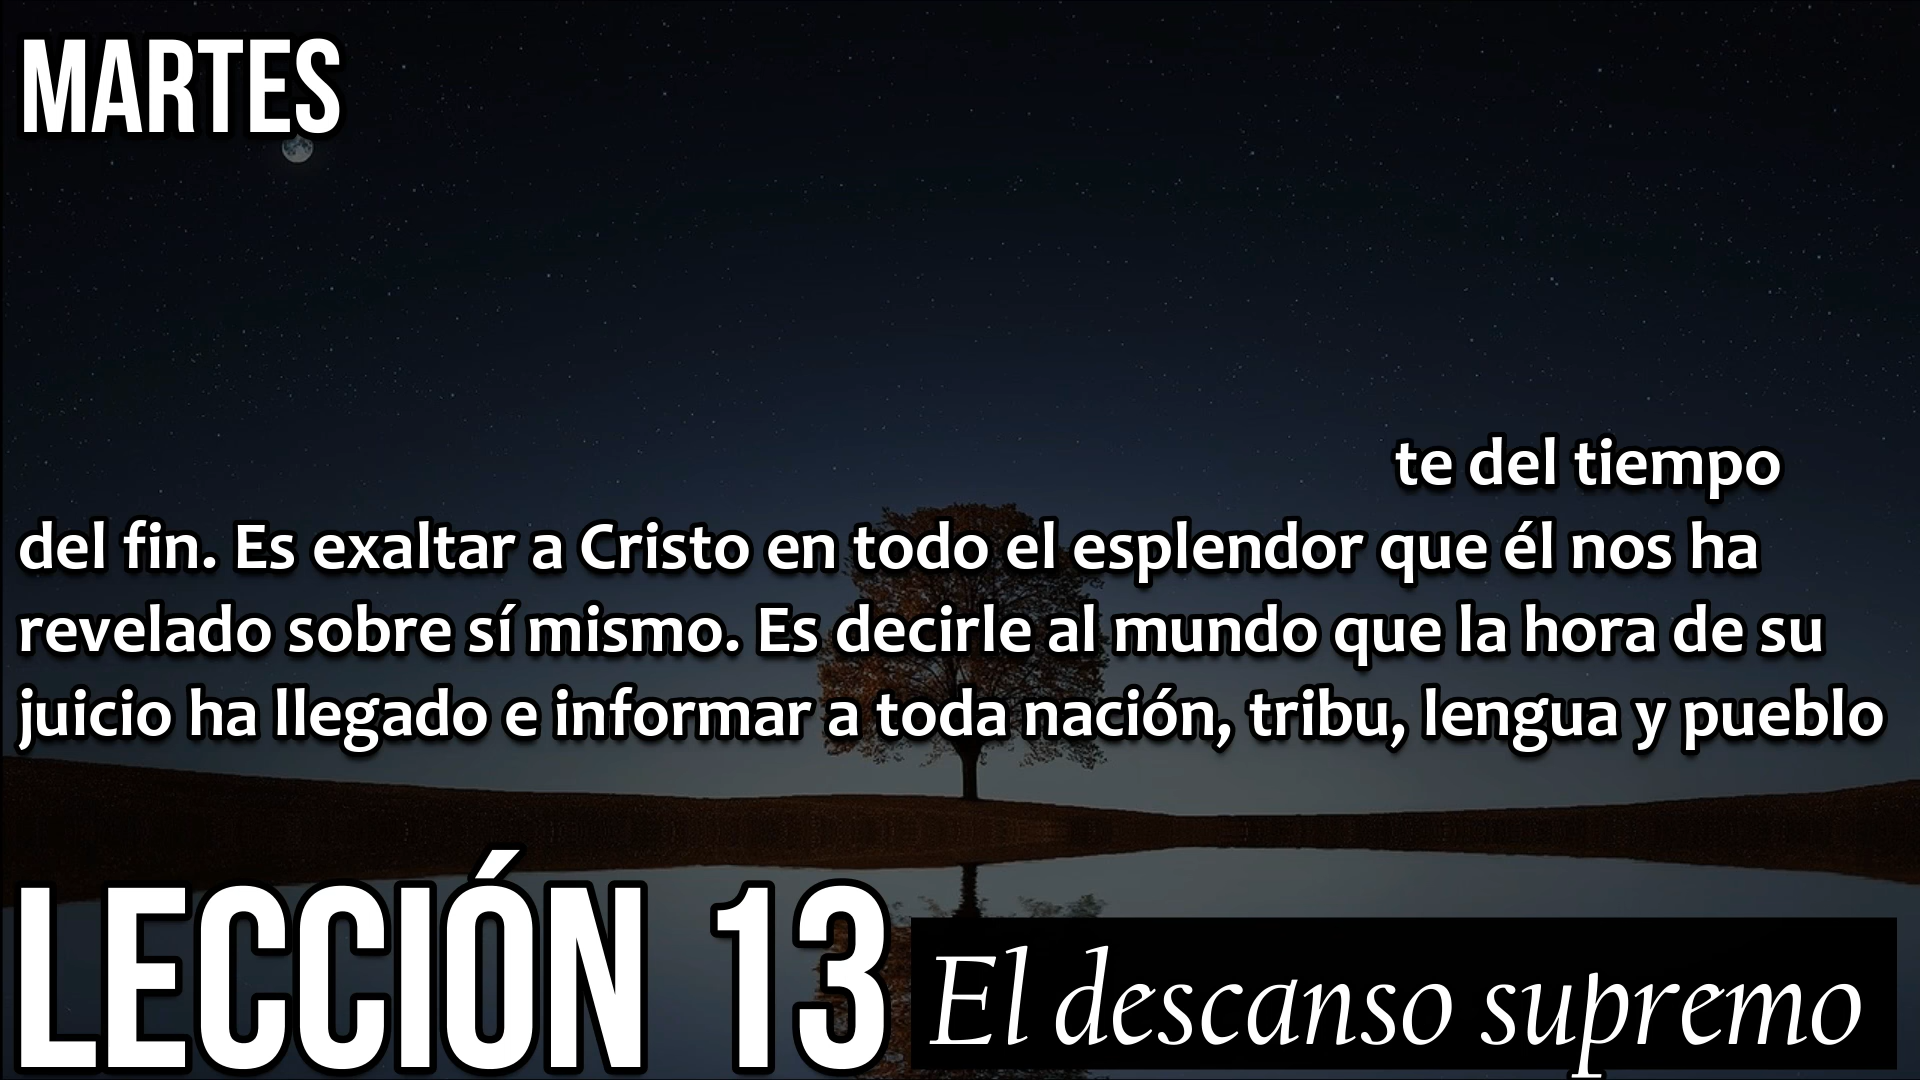 MARTES
te del tiempo
del fin. Es exaltar a Cristo en todo el esplendor que él nos ha
revelado sobre sí mismo. Es decirle al mundo que la hora de su
juicio ha llegado e informar a toda nación, tribu, lengua y pueblo
LECCIÓN 13
El descanso supremo